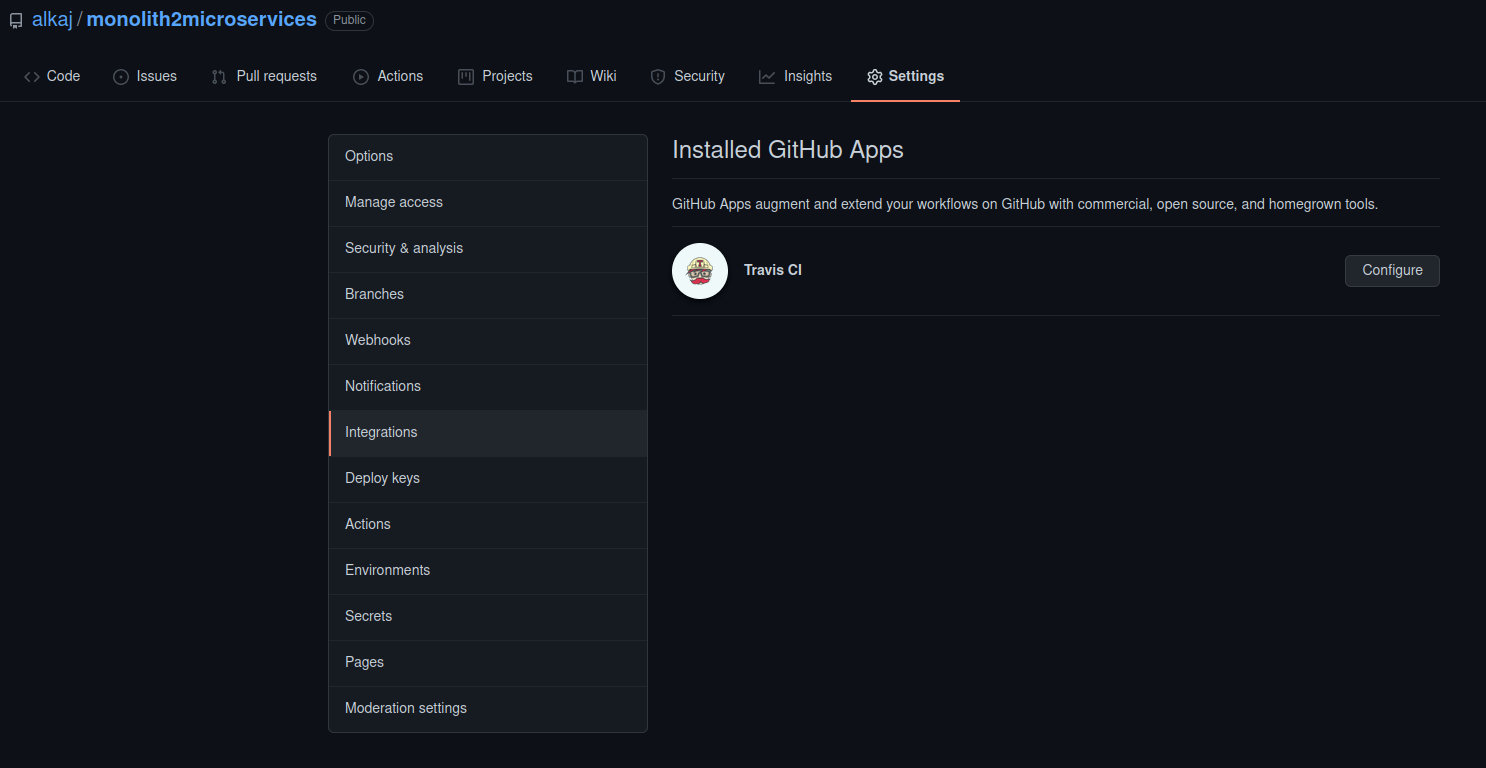 alkaj / monolith2microservices Public
Code Issues Pull requests Actions Projects Wiki Security Insights Settings
Options
Manage access
Security & analysis
Branches
Webhooks
Notifications
Integrations
Deploy keys
Actions
Environments
Secrets
Pages
Moderation settings
Installed GitHub Apps
GitHub Apps augment and extend your workflows on GitHub with commercial, open source, and homegrown tools.
Travis CI Configure